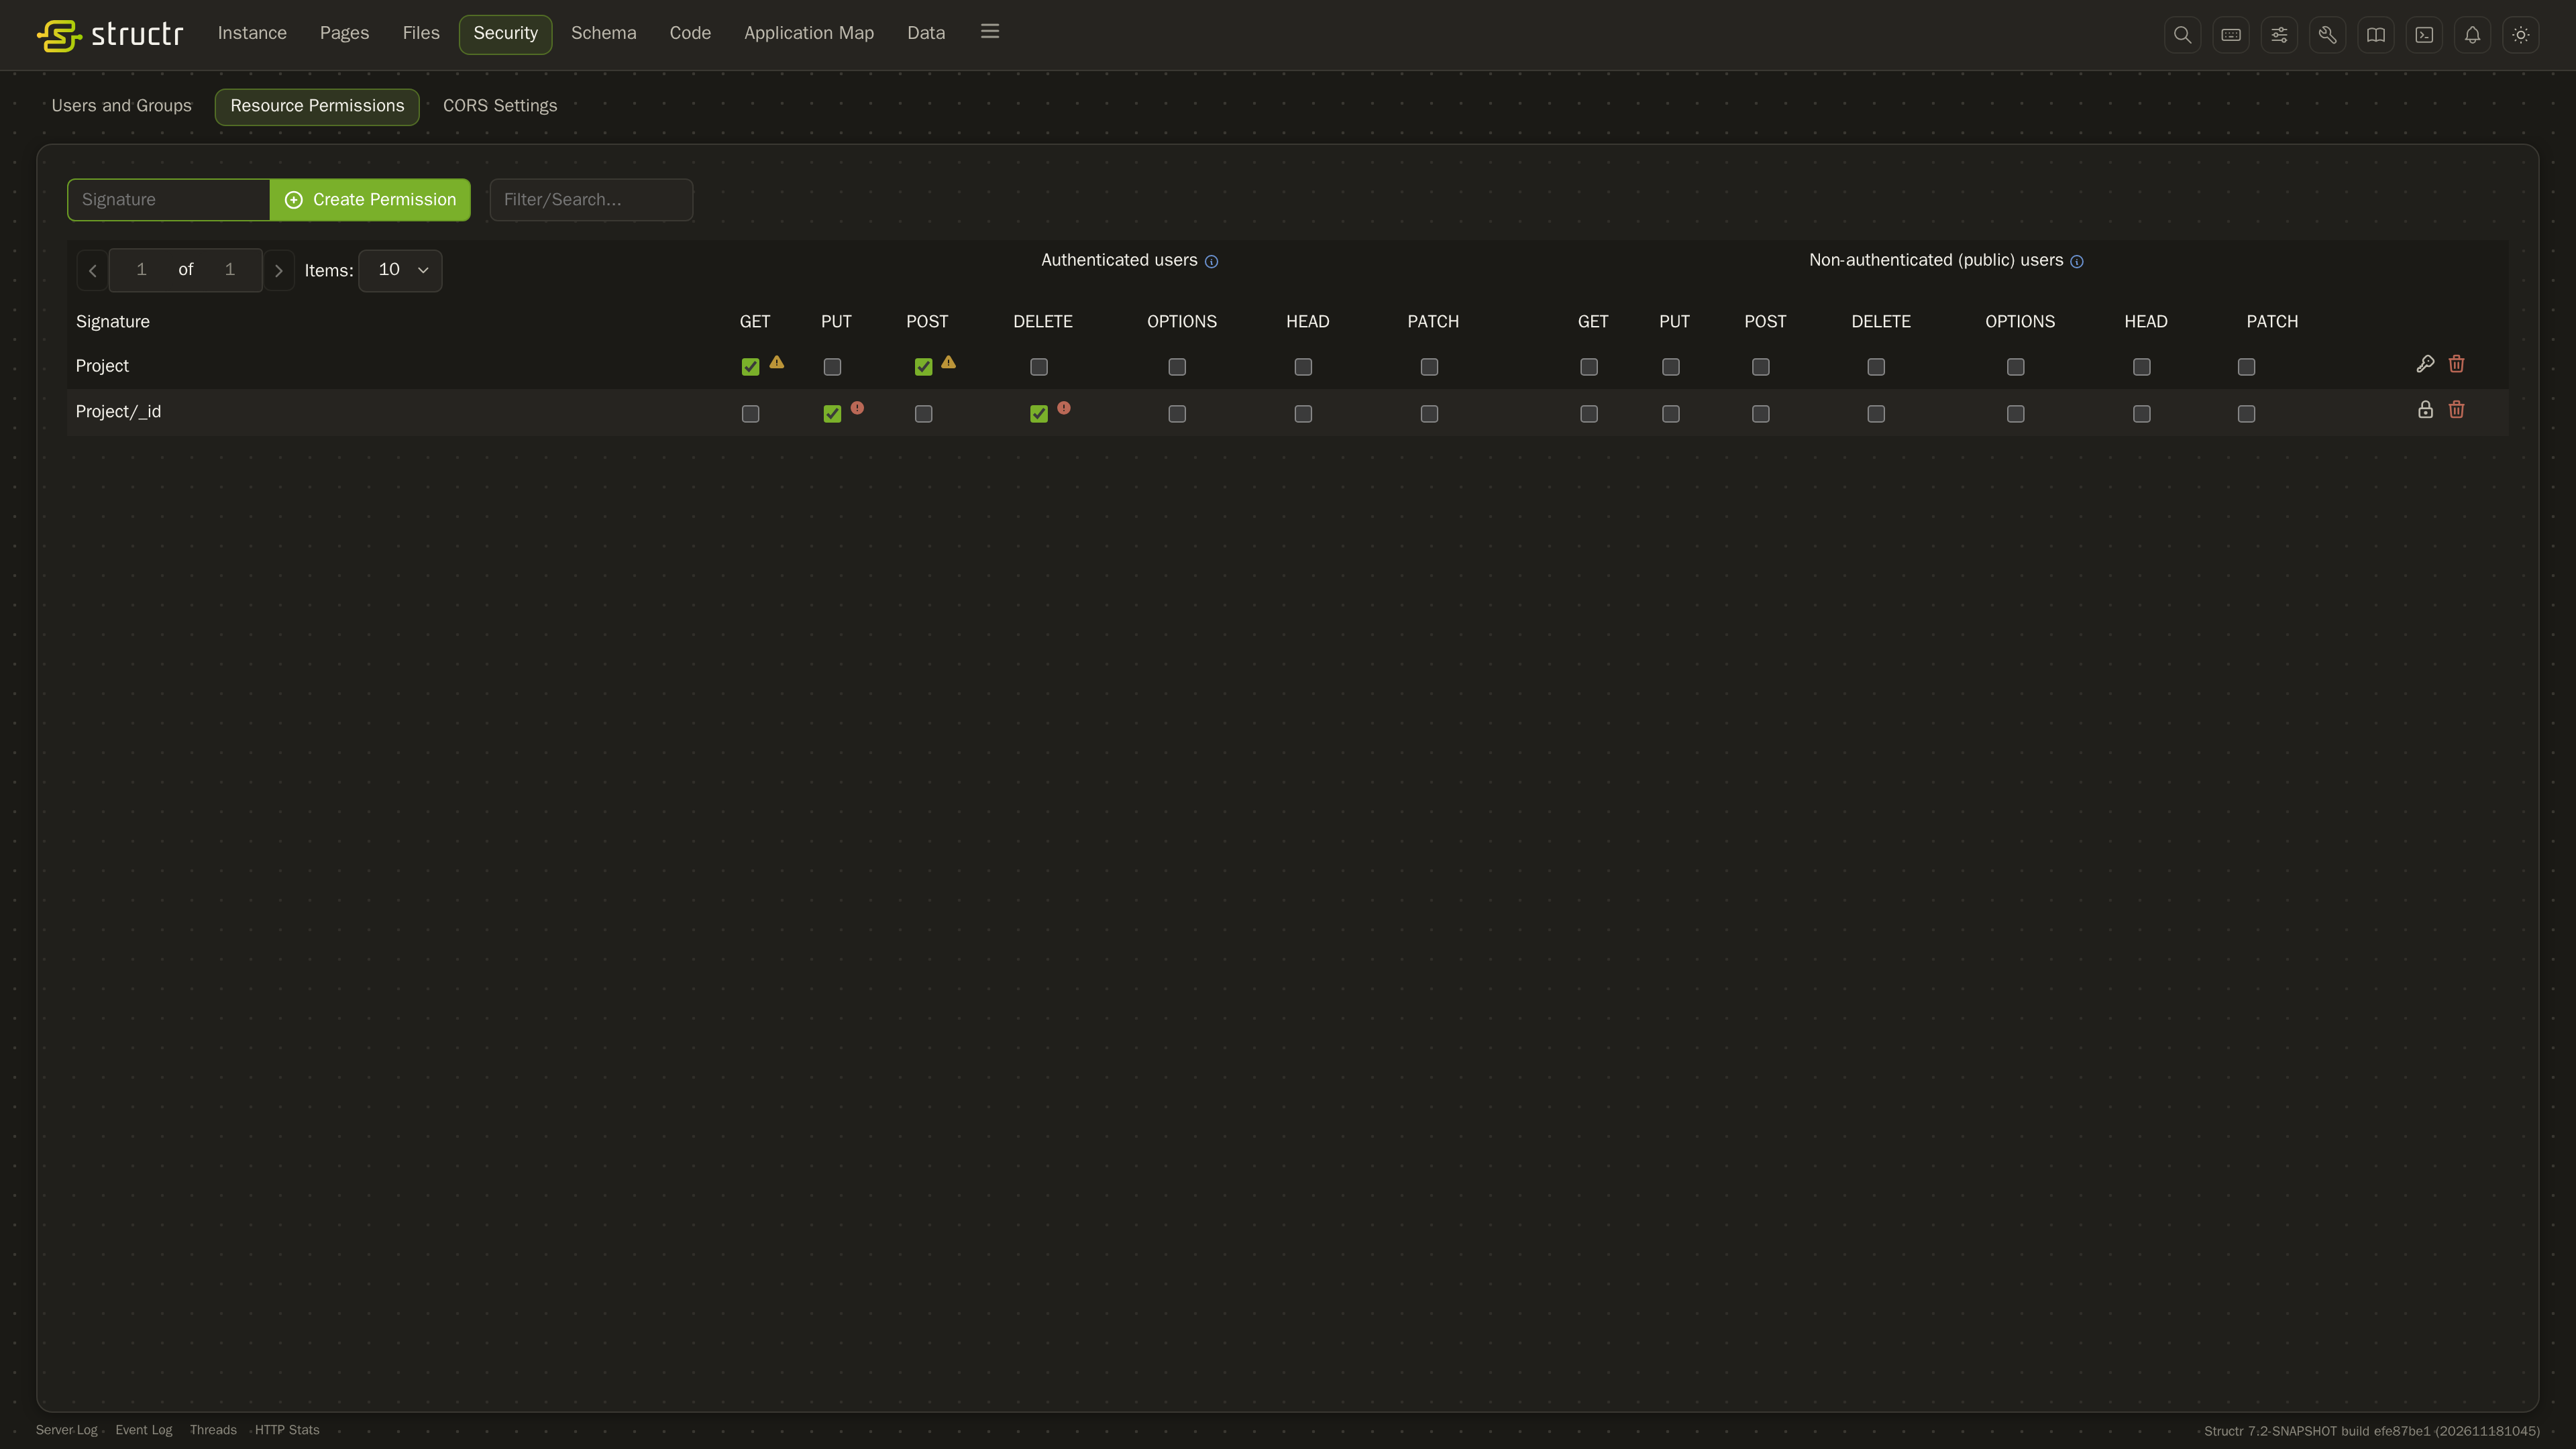 structr Instance Pages Files Security Schema Code Application Map Data
Users and Groups Resource Permissions CORS Settings
Signature Create Permission Filter/Search...
1 of 1 Items: 10 Authenticated users Non-authenticated (public) users
Signature GET PUT POST DELETE OPTIONS HEAD PATCH GET PUT POST DELETE OPTIONS HEAD PATCH
Project
Project/_id
Server Log Event Log Threads HTTP Stats Structr 7.2-SNAPSHOT build efe87be1 (202611181045)